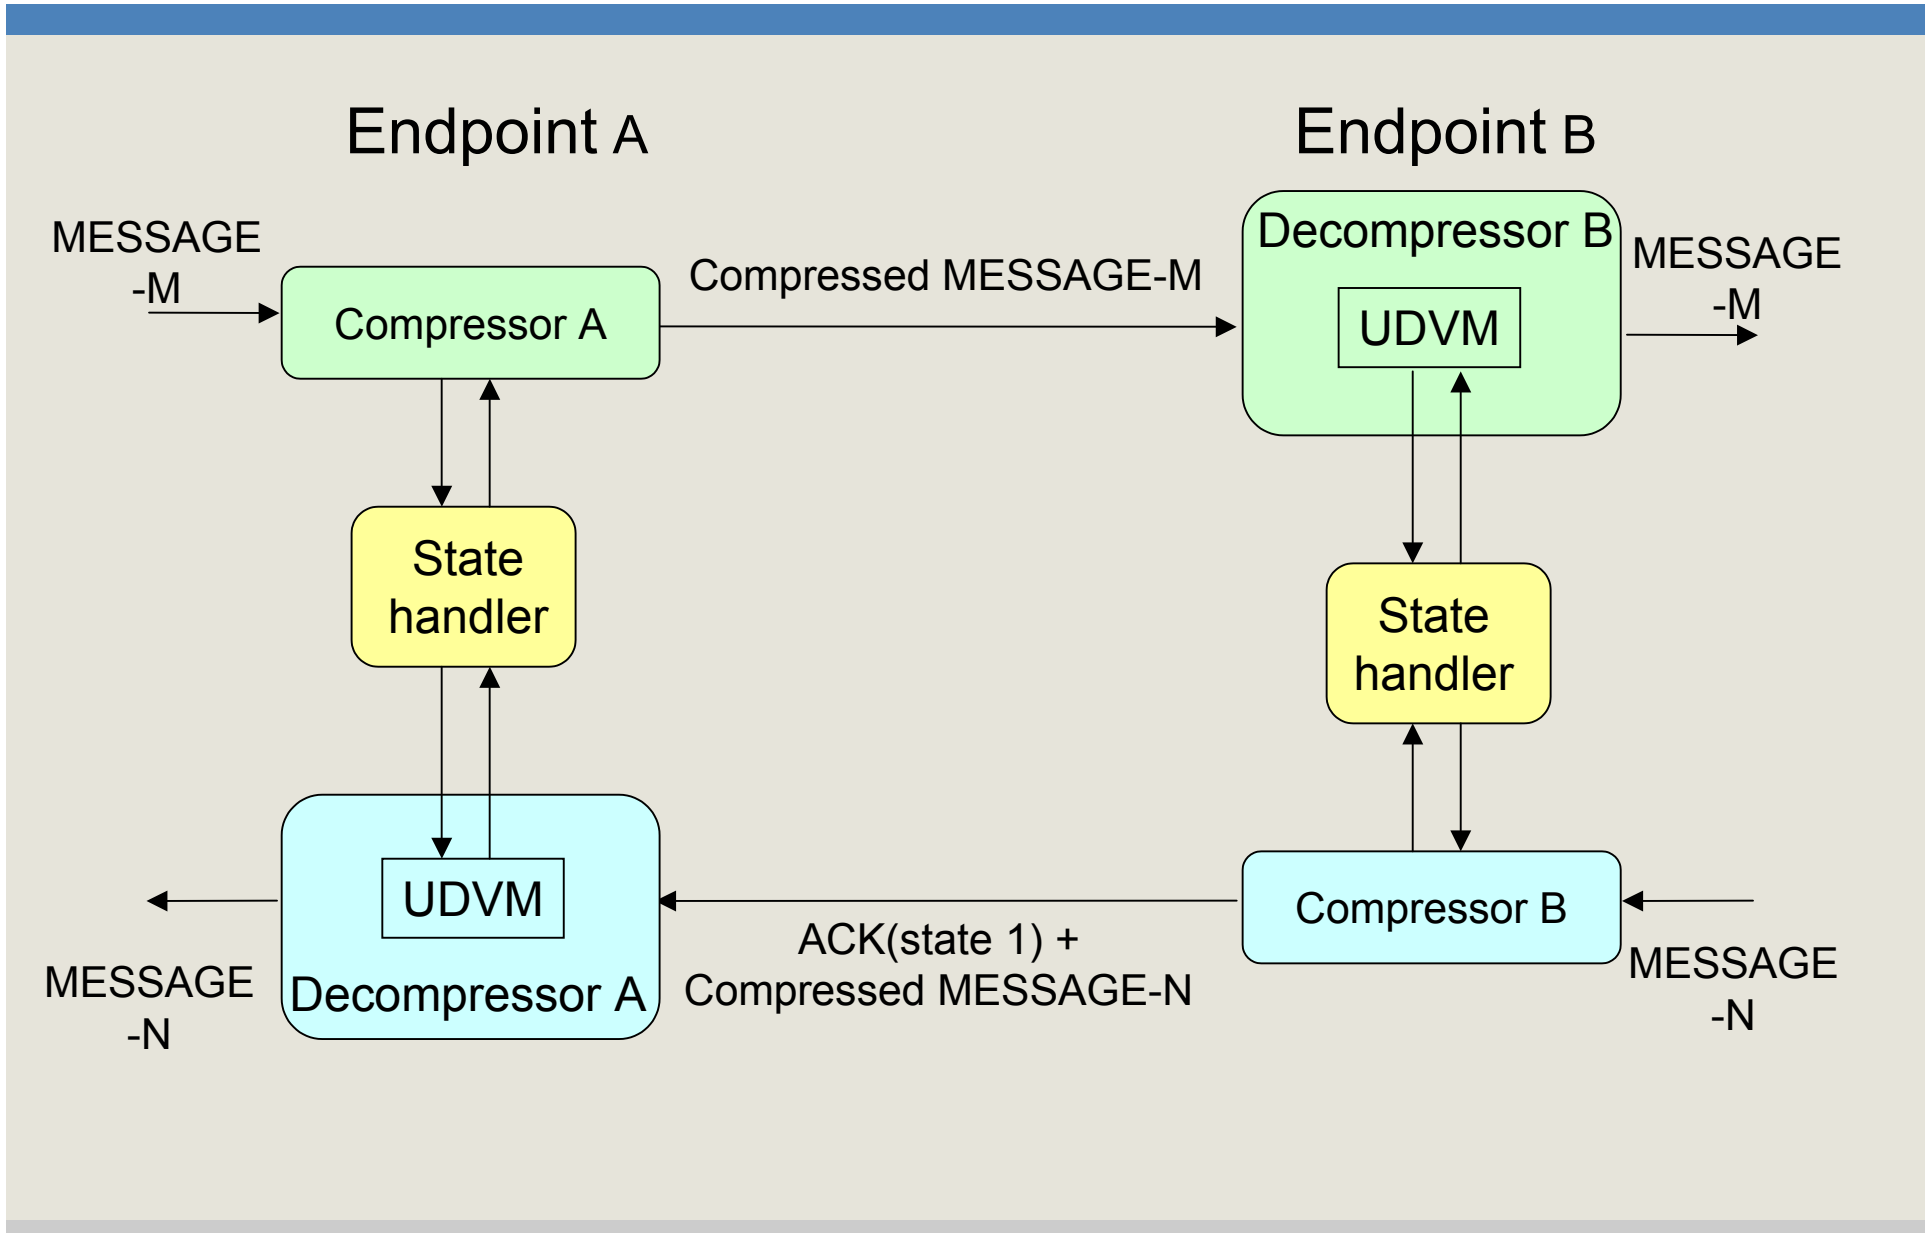 Endpoint A
Endpoint B
MESSAGE
-M
Compressor A
Compressed MESSAGE-M
Decompressor B
UDVM
MESSAGE
-M
State
handler
State
handler
MESSAGE
-N
UDVM
Decompressor A
ACK(state 1) +
Compressed MESSAGE-N
Compressor B
MESSAGE
-N